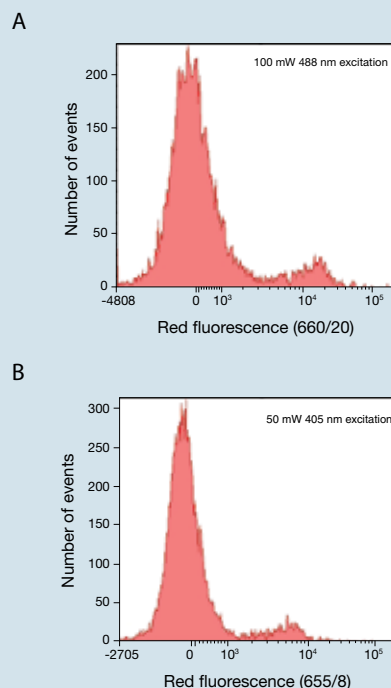 A
100 mW 488 nm excitation
Number of events
200
150
100
50
0
-4808 0 10³ 10⁴ 10⁵
Red fluorescence (660/20)
B
50 mW 405 nm excitation
Number of events
300
250
200
150
100
50
0
-2705 0 10³ 10⁴ 10⁵
Red fluorescence (655/8)